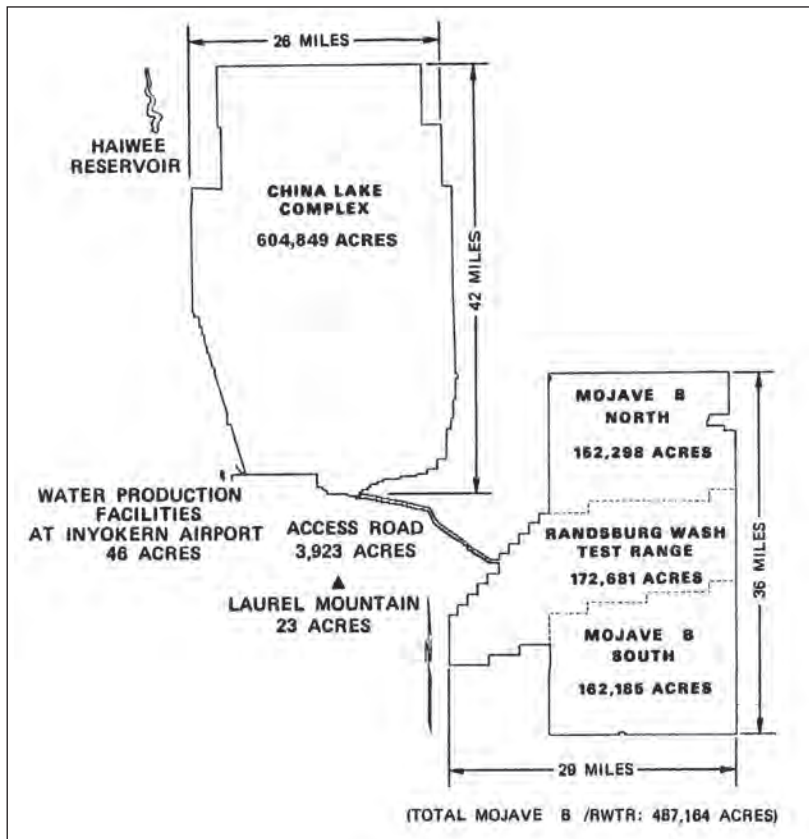 26 MILES
HAIWEE
RESERVOIR
CHINA LAKE
COMPLEX
604,849 ACRES
42 MILES
MOJAVE B
NORTH
152,298 ACRES
WATER PRODUCTION
FACILITIES
AT INYOKERN AIRPORT
46 ACRES
ACCESS ROAD
3,923 ACRES
RANDSBURG WASH
TEST RANGE
172,681 ACRES
36 MILES
LAUREL MOUNTAIN
23 ACRES
MOJAVE B
SOUTH
162,185 ACRES
29 MILES
(TOTAL MOJAVE B /RWTR: 487,164 ACRES)